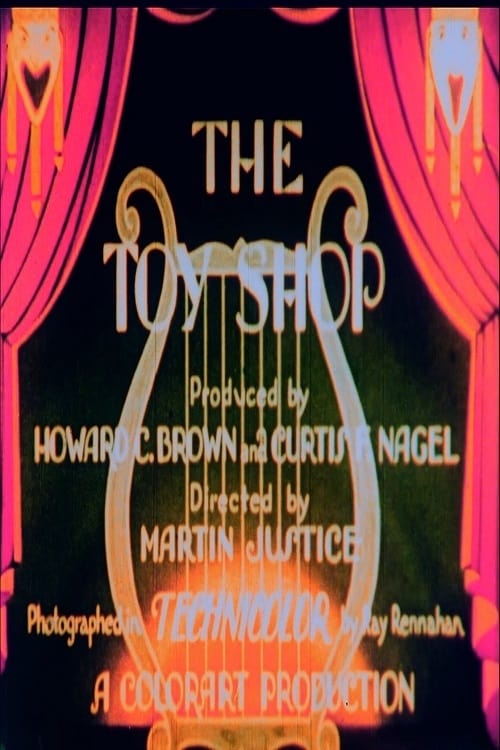 THE
TOY SHOP
Produced by
HOWARD C. BROWN and CURTIS F. NAGEL
Directed by
MARTIN JUSTICE
Photographed in TECHNICOLOR by Ray Rennahan
A COLORART PRODUCTION